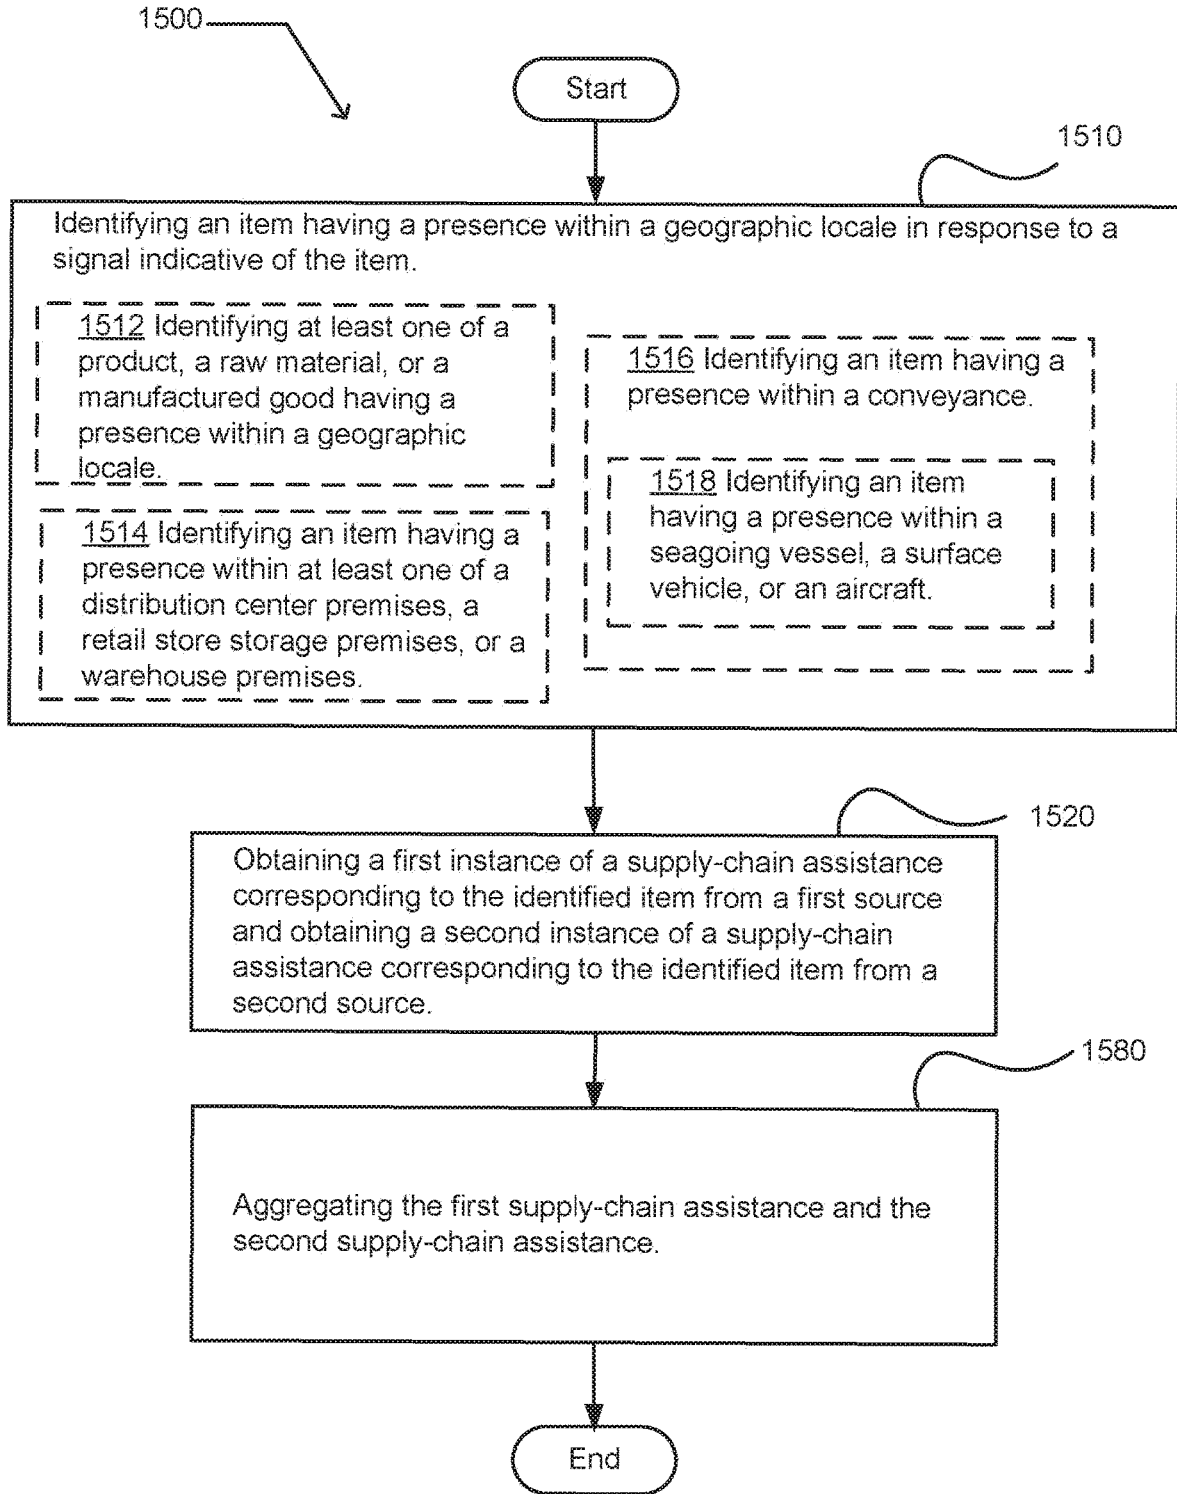 1500
Start
1510
Identifying an item having a presence within a geographic locale in response to a
signal indicative of the item.
1512 Identifying at least one of a
product, a raw material, or a
manufactured good having a
presence within a geographic
locale.
1514 Identifying an item having a
presence within at least one of a
distribution center premises, a
retail store storage premises, or a
warehouse premises.
1516 Identifying an item having a
presence within a conveyance.
1518 Identifying an item
having a presence within a
seagoing vessel, a surface
vehicle, or an aircraft.
1520
Obtaining a first instance of a supply-chain assistance
corresponding to the identified item from a first source
and obtaining a second instance of a supply-chain
assistance corresponding to the identified item from a
second source.
1580
Aggregating the first supply-chain assistance and the
second supply-chain assistance.
End